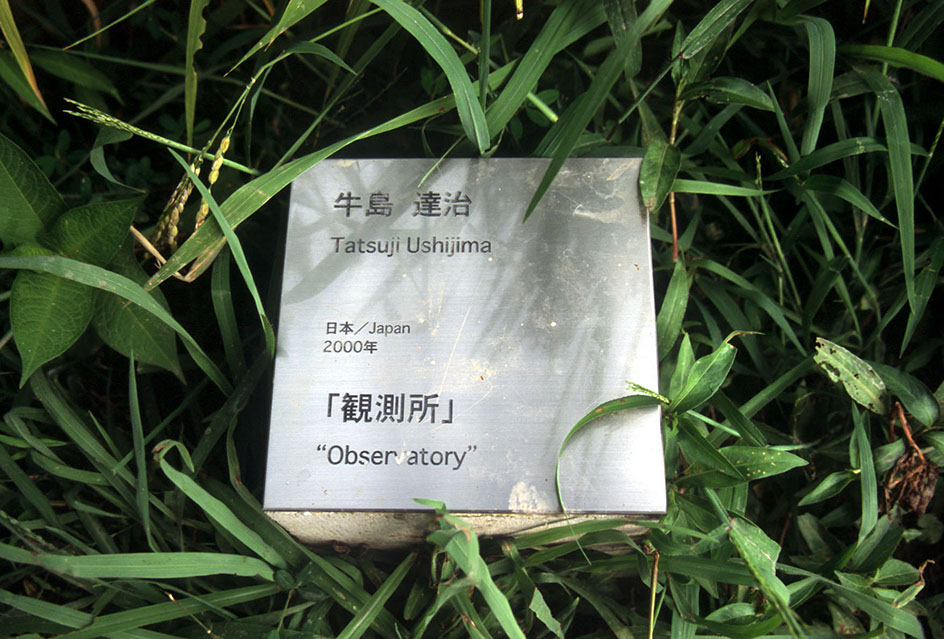 牛島 達治
Tatsuji Ushijima
日本／Japan
2000年
「観測所」
“Observatory”